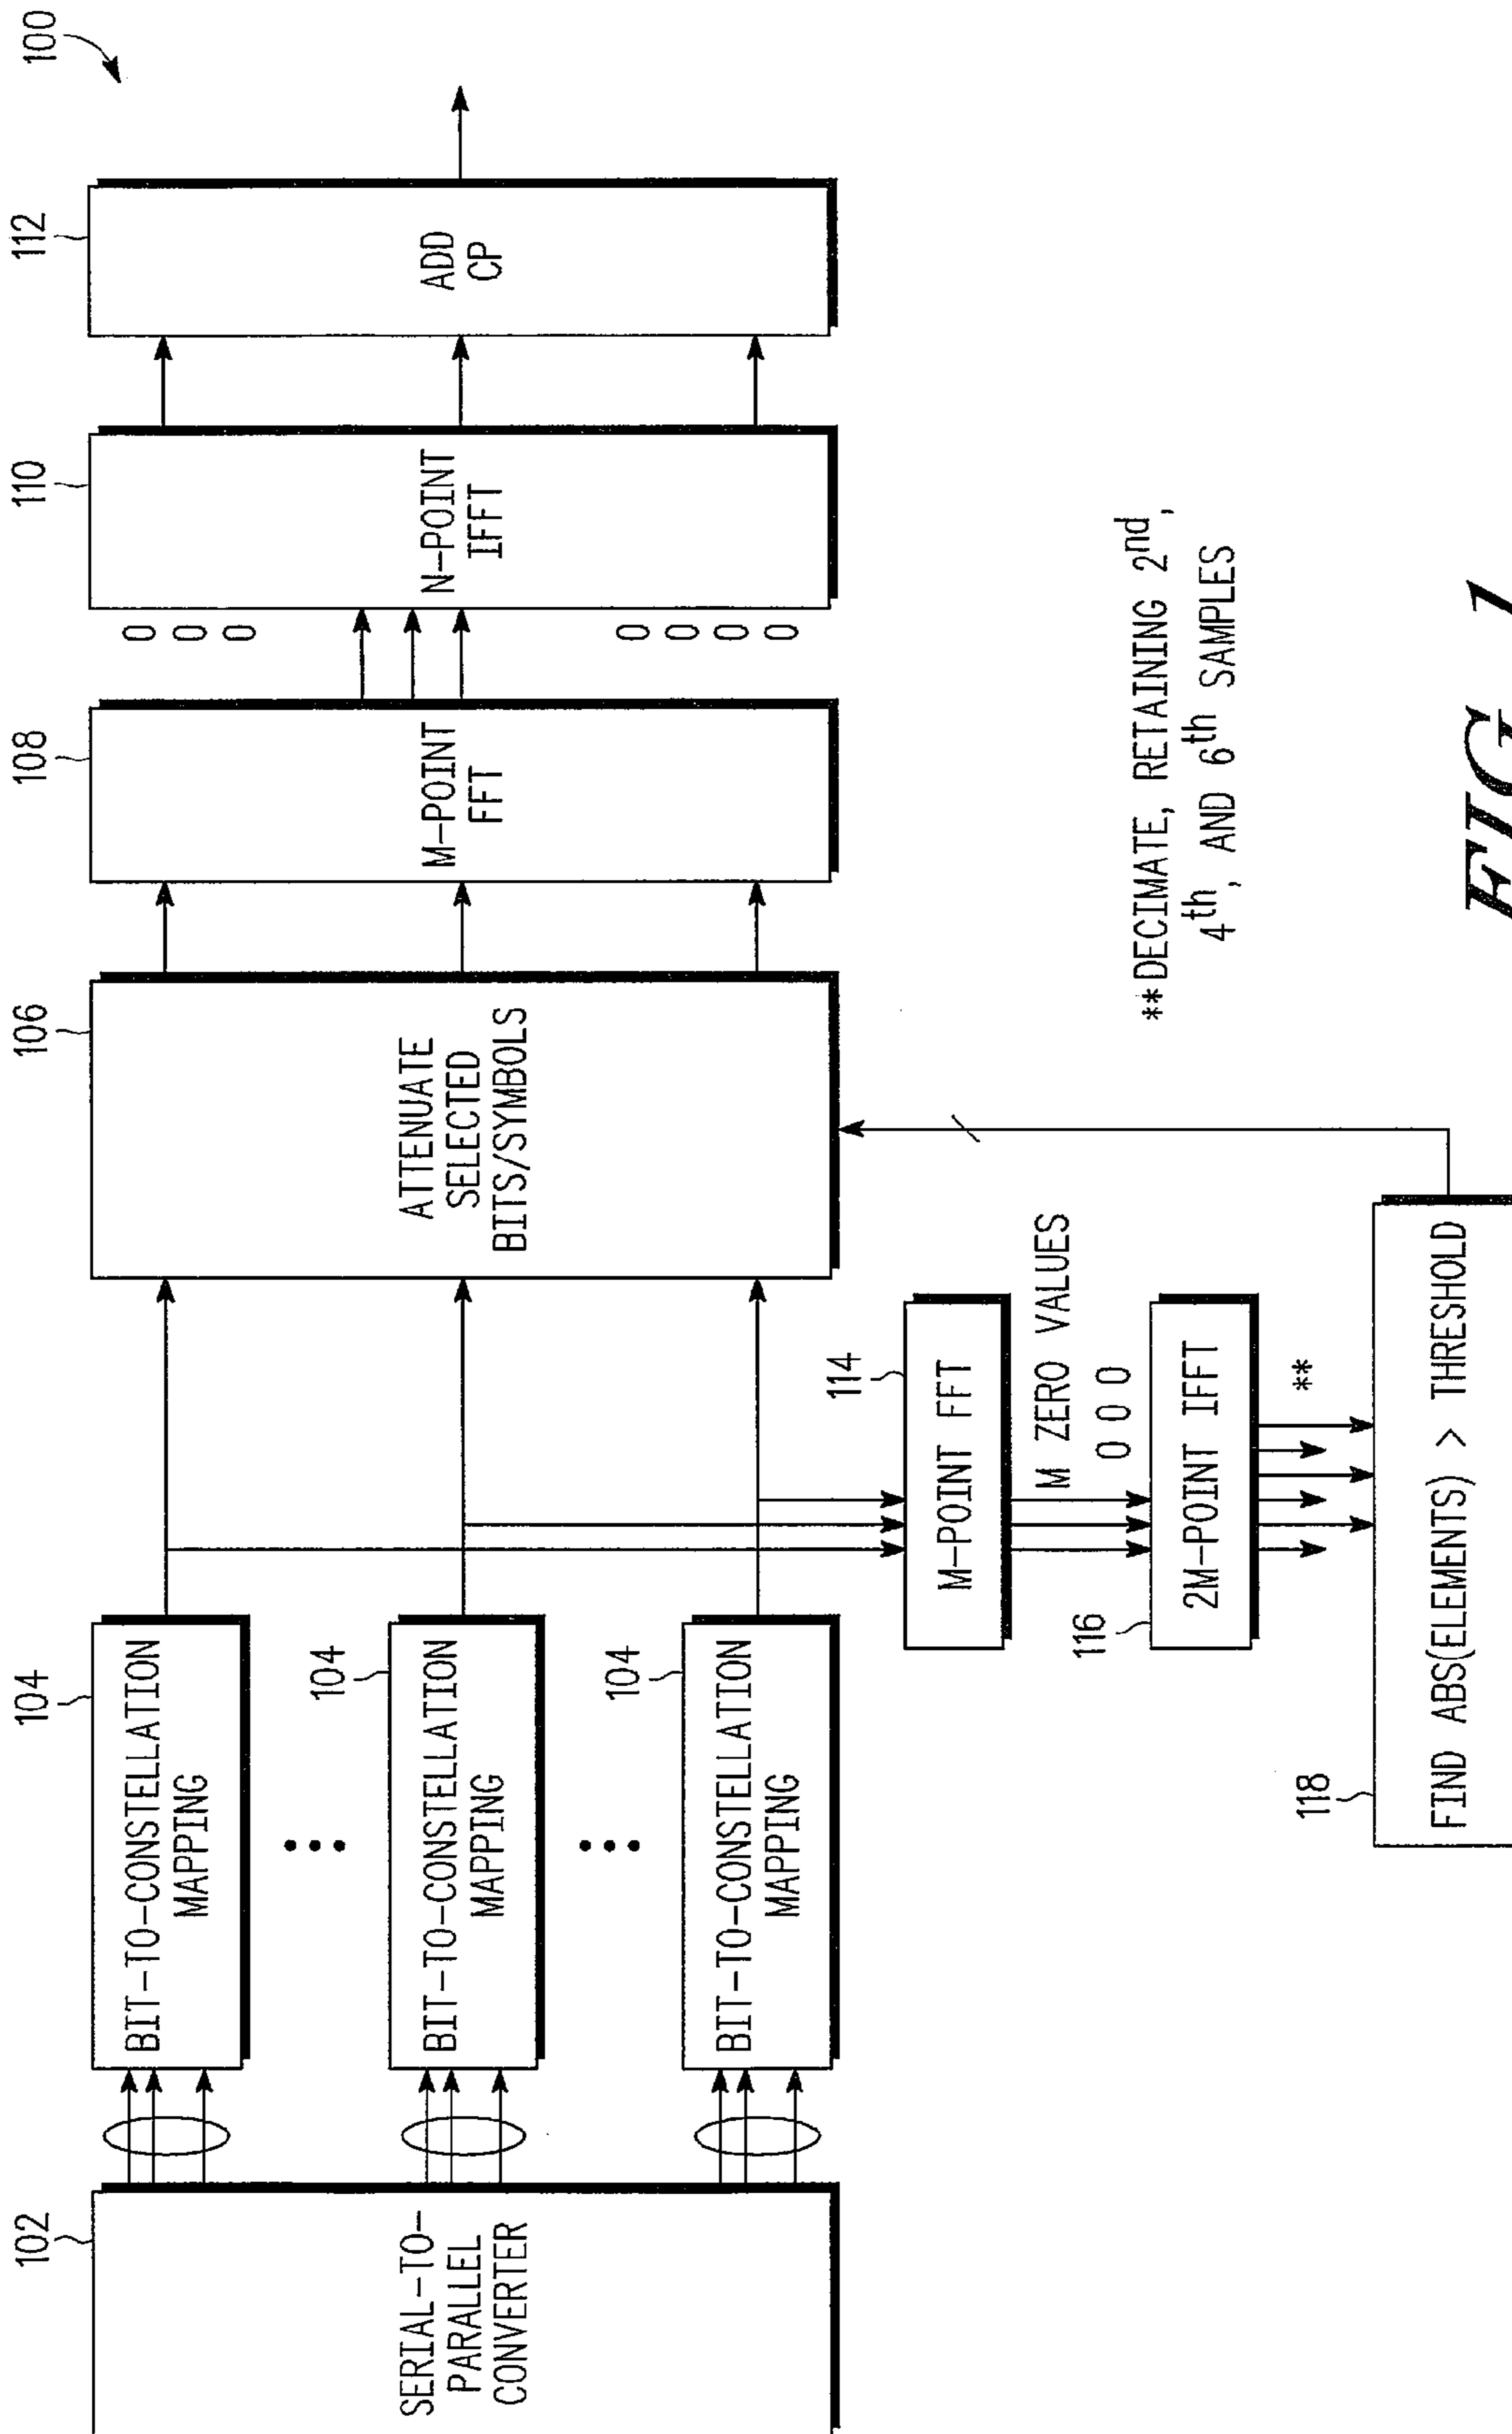 100
102
SERIAL-TO-
PARALLEL
CONVERTER
104
BIT-TO-CONSTELLATION
MAPPING
104
BIT-TO-CONSTELLATION
MAPPING
104
BIT-TO-CONSTELLATION
MAPPING
106
ATTENUATE
SELECTED
BITS/SYMBOLS
108
M-POINT
FFT
0
0
0
0
0
0
0
110
N-POINT
IFFT
112
ADD
CP
114
M-POINT FFT
M ZERO VALUES
0 0 0
116
2M-POINT IFFT
**
118
FIND ABS(ELEMENTS) > THRESHOLD
**DECIMATE, RETAINING 2nd,
4th, AND 6th SAMPLES
FIG. 1